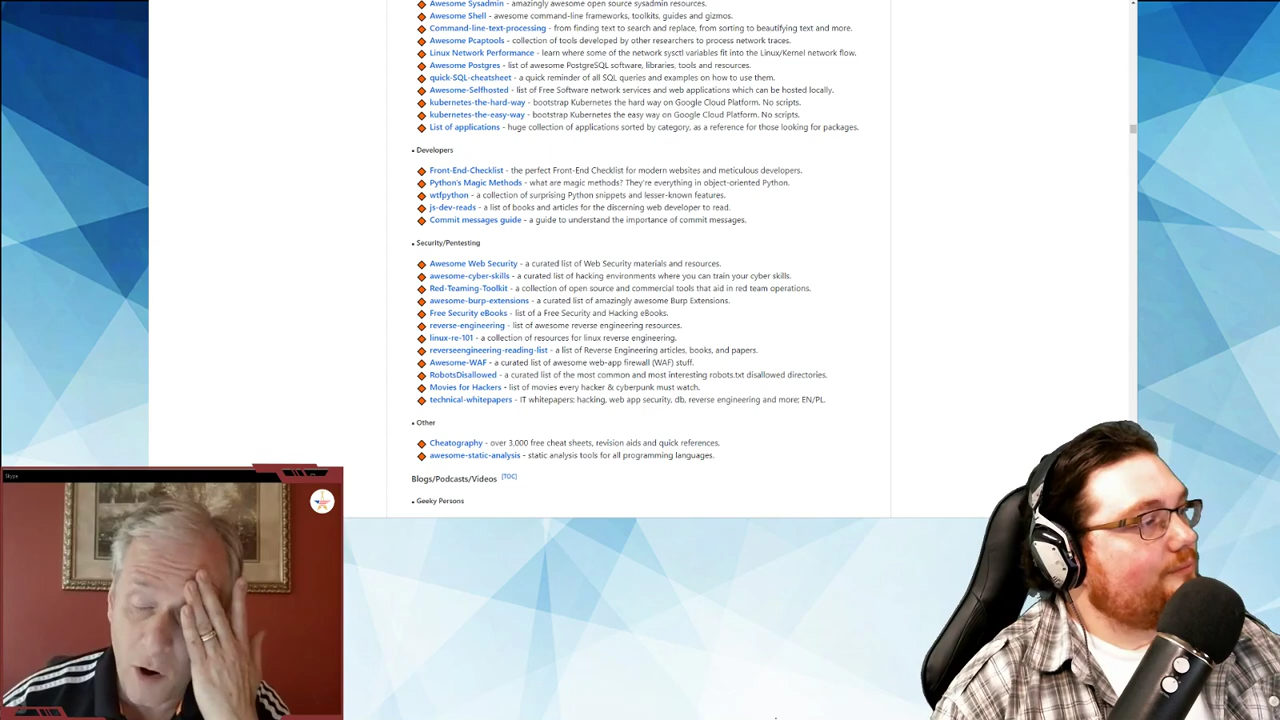 Awesome Sysadmin - amazingly awesome open source sysadmin resources.
Awesome Shell - awesome command-line frameworks, toolkits, guides and gizmos.
Command-line-text-processing - from finding text to search and replace, from sorting to beautifying text and more.
Awesome Pcaptools - collection of tools developed by other researchers to process network traces.
Linux Network Performance - learn where some of the network sysctl variables fit into the Linux/Kernel network flow.
Awesome Postgres - list of awesome PostgreSQL software, libraries, tools and resources.
quick-SQL-cheatsheet - a quick reminder of all SQL queries and examples on how to use them.
Awesome-Selfhosted - list of Free Software network services and web applications which can be hosted locally.
kubernetes-the-hard-way - bootstrap Kubernetes the hard way on Google Cloud Platform. No scripts.
kubernetes-the-easy-way - bootstrap Kubernetes the easy way on Google Cloud Platform. No scripts.
List of applications - huge collection of applications sorted by category, as a reference for those looking for packages.
• Developers
Front-End-Checklist - the perfect Front-End Checklist for modern websites and meticulous developers.
Python's Magic Methods - what are magic methods? They're everything in object-oriented Python.
wtfpython - a collection of surprising Python snippets and lesser-known features.
js-dev-reads - a list of books and articles for the discerning web developer to read.
Commit messages guide - a guide to understand the importance of commit messages.
• Security/Pentesting
Awesome Web Security - a curated list of Web Security materials and resources.
awesome-cyber-skills - a curated list of hacking environments where you can train your cyber skills.
Red-Teaming-Toolkit - a collection of open source and commercial tools that aid in red team operations.
awesome-burp-extensions - a curated list of amazingly awesome Burp Extensions.
Free Security eBooks - list of a Free Security and Hacking eBooks.
reverse-engineering - list of awesome reverse engineering resources.
linux-re-101 - a collection of resources for linux reverse engineering.
reverseengineering-reading-list - a list of Reverse Engineering articles, books, and papers.
Awesome-WAF - a curated list of awesome web-app firewall (WAF) stuff.
RobotsDisallowed - a curated list of the most common and most interesting robots.txt disallowed directories.
Movies for Hackers - list of movies every hacker & cyberpunk must watch.
technical-whitepapers - IT whitepapers; hacking, web app security, db, reverse engineering and more; EN/PL.
• Other
Cheatography - over 3,000 free cheat sheets, revision aids and quick references.
awesome-static-analysis - static analysis tools for all programming languages.
Blogs/Podcasts/Videos [TOC]
• Geeky Persons
Skype